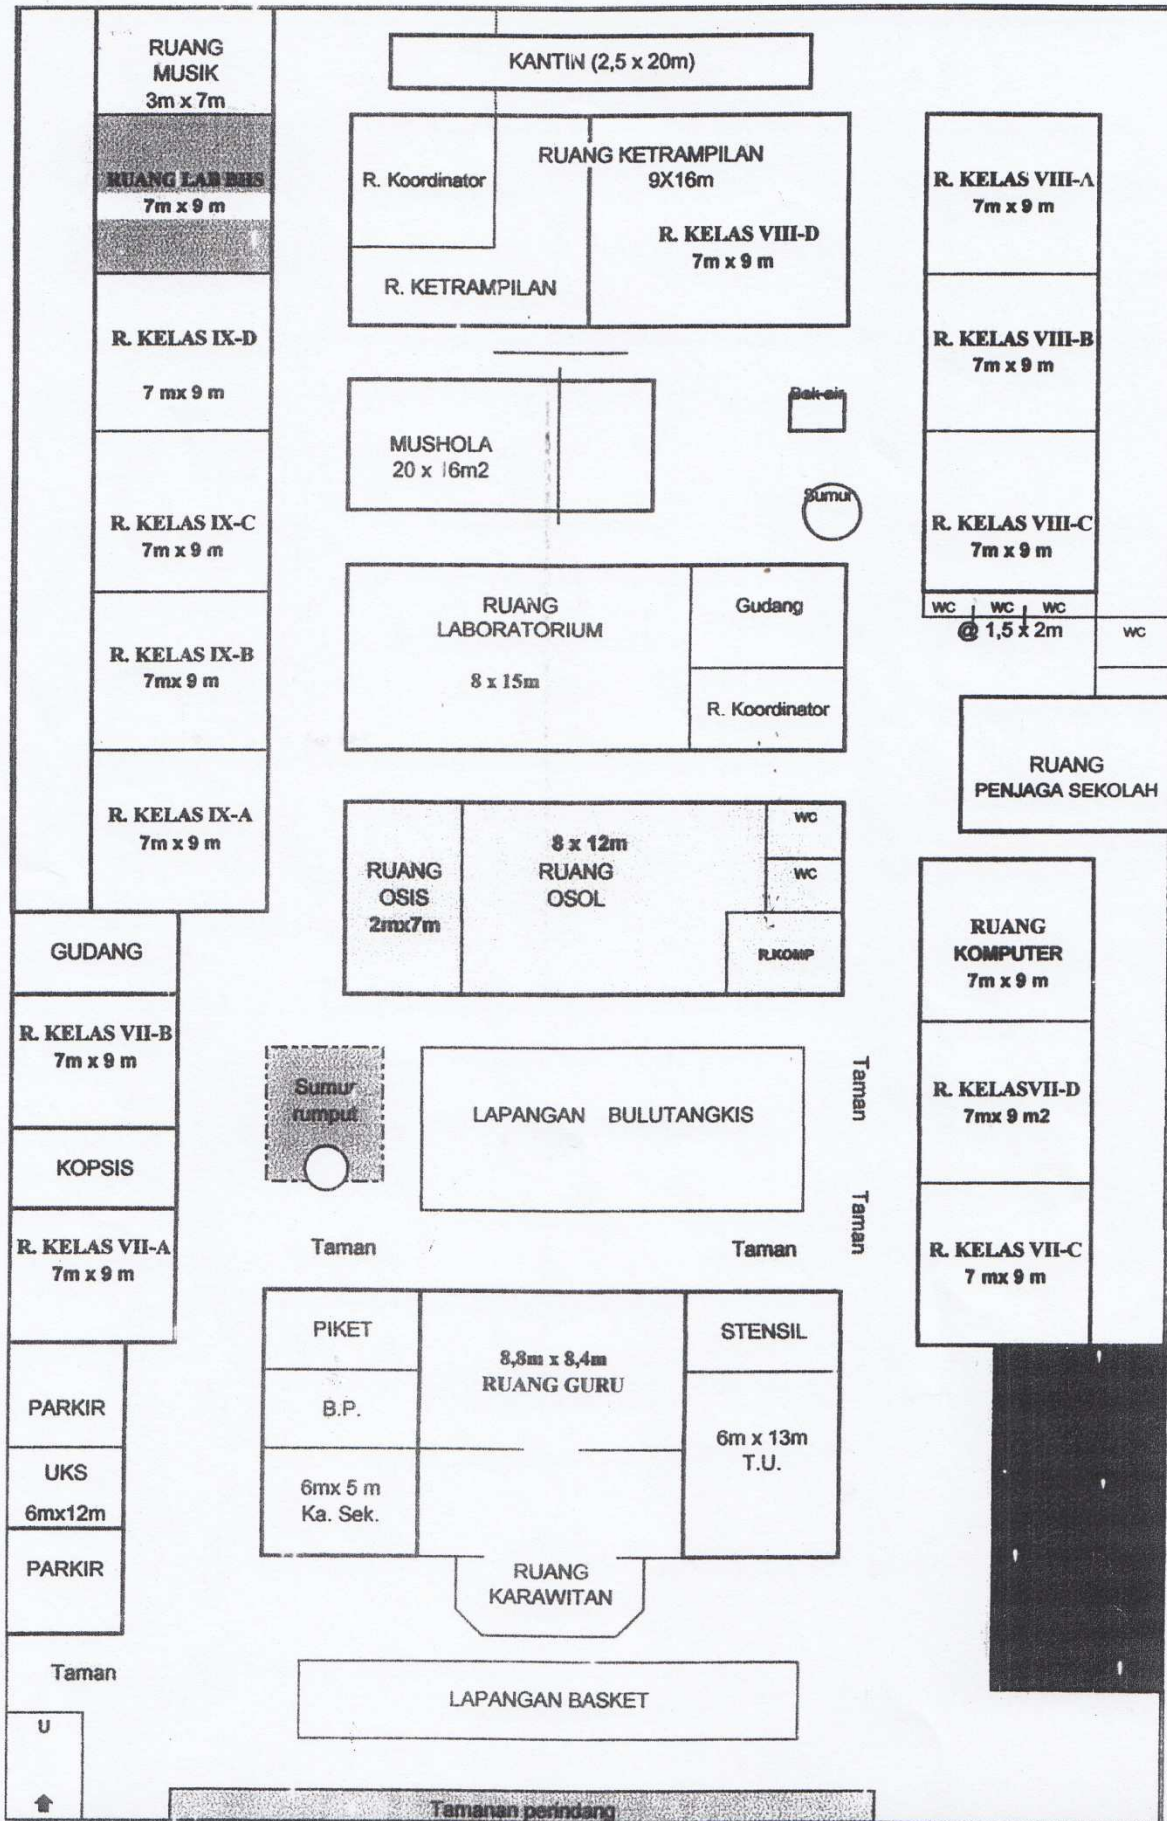 RUANG
MUSIK
3m x 7m
RUANG LAB BHS
7m x 9 m
R. KELAS IX-D
7 mx 9 m
R. KELAS IX-C
7m x 9 m
R. KELAS IX-B
7mx 9 m
R. KELAS IX-A
7m x 9 m
GUDANG
R. KELAS VII-B
7m x 9 m
KOPSIS
R. KELAS VII-A
7m x 9 m
PARKIR
UKS
6mx12m
PARKIR
Taman
U
KANTIN (2,5 x 20m)
R. Koordinator
RUANG KETRAMPILAN
9X16m
R. KELAS VIII-D
7m x 9 m
R. KETRAMPILAN
MUSHOLA
20 x 16m2
Bak air
Sumur
RUANG
LABORATORIUM
8 x 15m
Gudang
R. Koordinator
RUANG
OSIS
2mx7m
8 x 12m
RUANG
OSOL
WC
WC
R.KOMP
Sumur
rumput
LAPANGAN BULUTANGKIS
Taman
Taman
Taman
Taman
PIKET
B.P.
6mx 5 m
Ka. Sek.
8,8m x 8,4m
RUANG GURU
STENSIL
6m x 13m
T.U.
RUANG
KARAWITAN
LAPANGAN BASKET
Tamanan perindang
R. KELAS VIII-A
7m x 9 m
R. KELAS VIII-B
7m x 9 m
R. KELAS VIII-C
7m x 9 m
WC WC WC
@ 1,5 x 2m
WC
RUANG
PENJAGA SEKOLAH
RUANG
KOMPUTER
7m x 9 m
R. KELASVII-D
7mx 9 m2
R. KELAS VII-C
7 mx 9 m